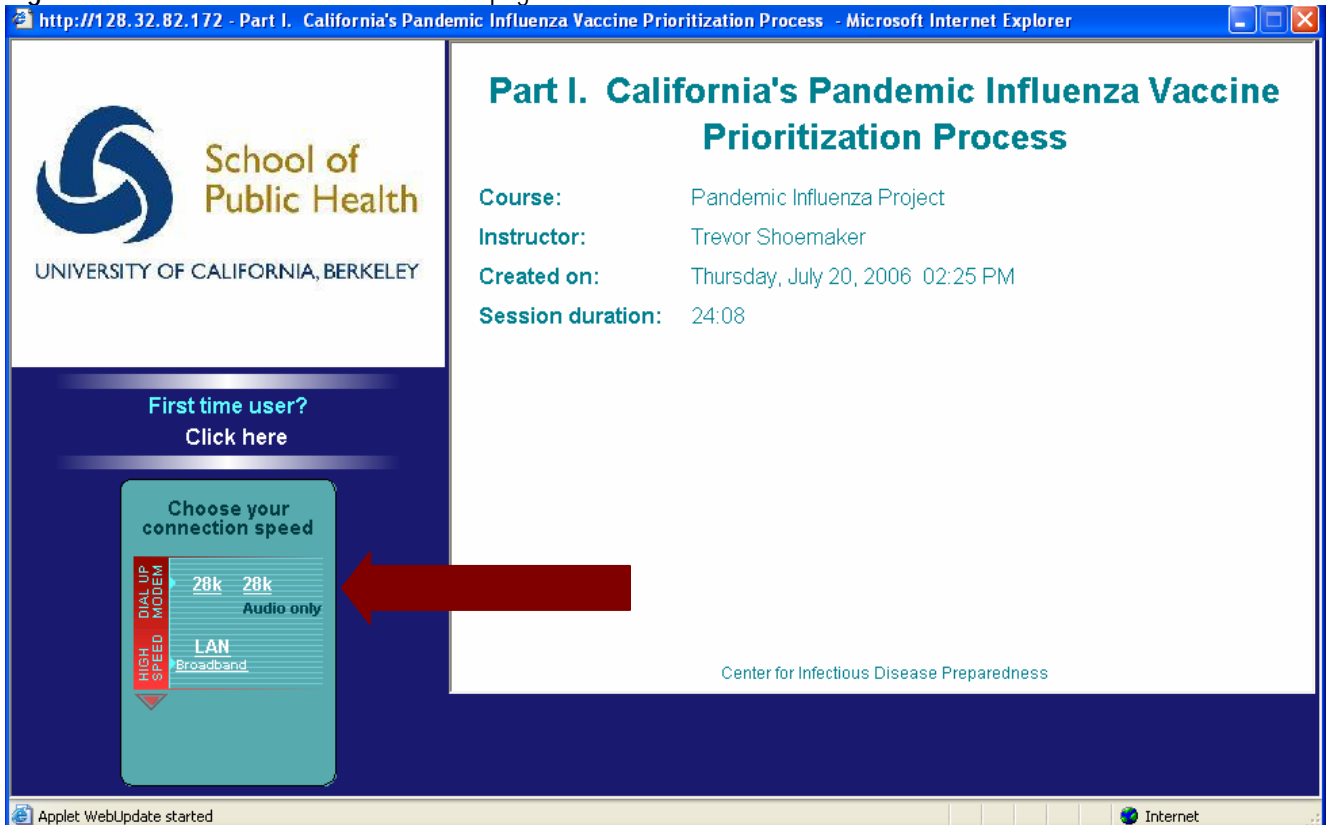 http://128.32.82.172 - Part I.  California's Pandemic Influenza Vaccine Prioritization Process  - Microsoft Internet Explorer
School of
Public Health
UNIVERSITY OF CALIFORNIA, BERKELEY
First time user?
Click here
Choose your
connection speed
DIAL UP
MODEM
28k 28k
Audio only
HIGH
SPEED
LAN
Broadband
Part I.  California's Pandemic Influenza Vaccine
Prioritization Process
Course: Pandemic Influenza Project
Instructor: Trevor Shoemaker
Created on: Thursday, July 20, 2006  02:25 PM
Session duration: 24:08
Center for Infectious Disease Preparedness
Applet WebUpdate started
Internet